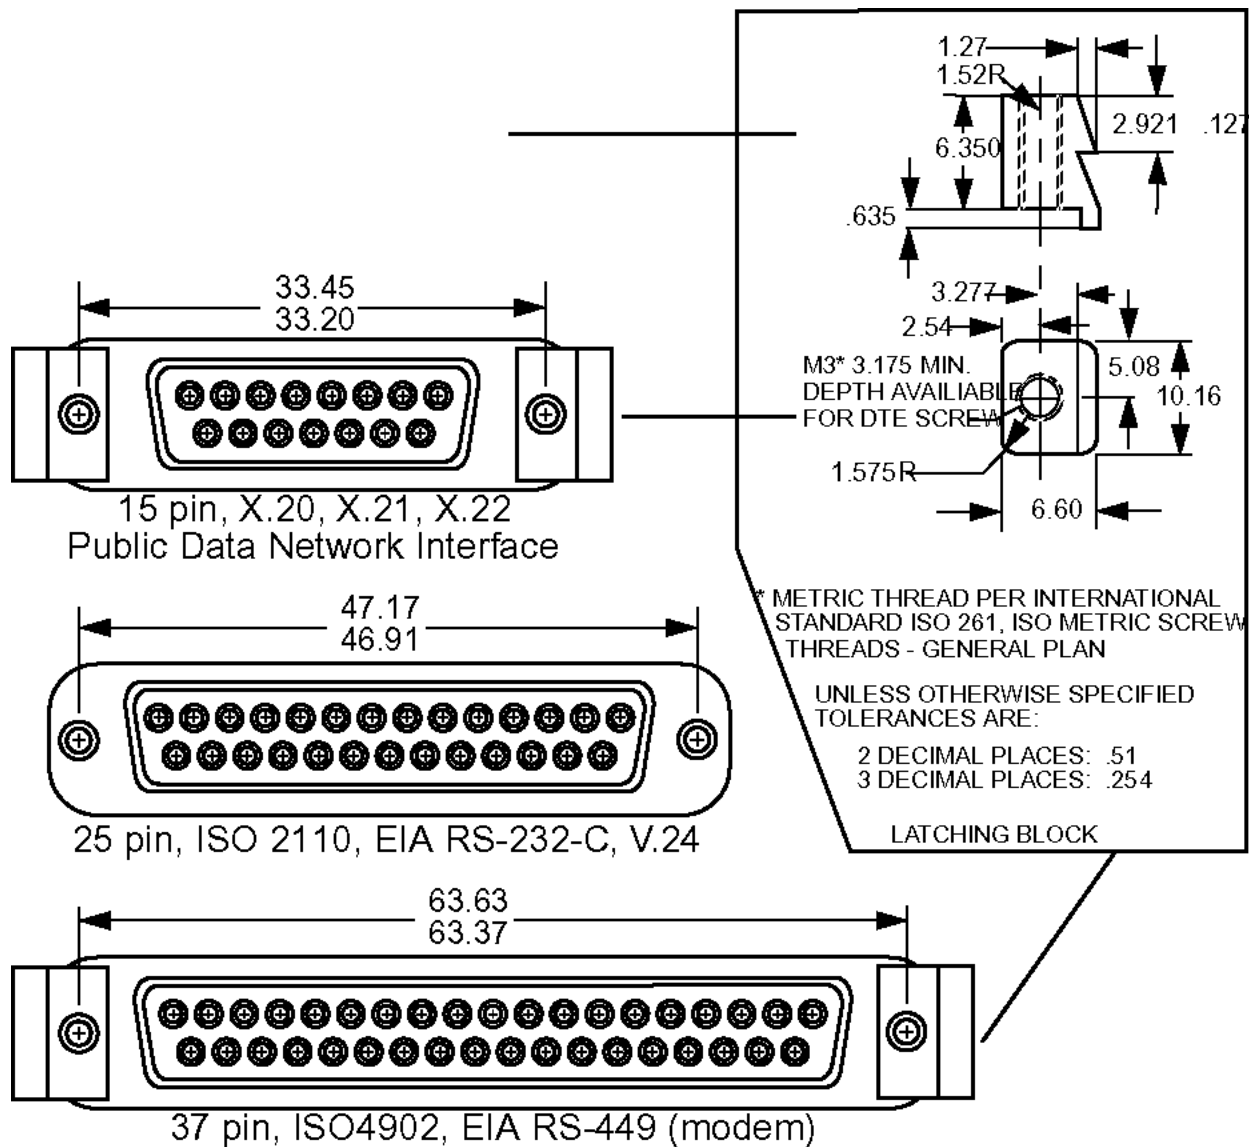 1.27
1.52R
2.921 .127
6.350
.635
33.45
33.20
3.277
2.54
M3* 3.175 MIN.
DEPTH AVAILIABLE
FOR DTE SCREW
5.08
10.16
1.575R
6.60
15 pin, X.20, X.21, X.22
Public Data Network Interface
* METRIC THREAD PER INTERNATIONAL
STANDARD ISO 261, ISO METRIC SCREW
THREADS - GENERAL PLAN
UNLESS OTHERWISE SPECIFIED
TOLERANCES ARE:
2 DECIMAL PLACES: .51
3 DECIMAL PLACES: .254
LATCHING BLOCK
47.17
46.91
25 pin, ISO 2110, EIA RS-232-C, V.24
63.63
63.37
37 pin, ISO4902, EIA RS-449 (modem)